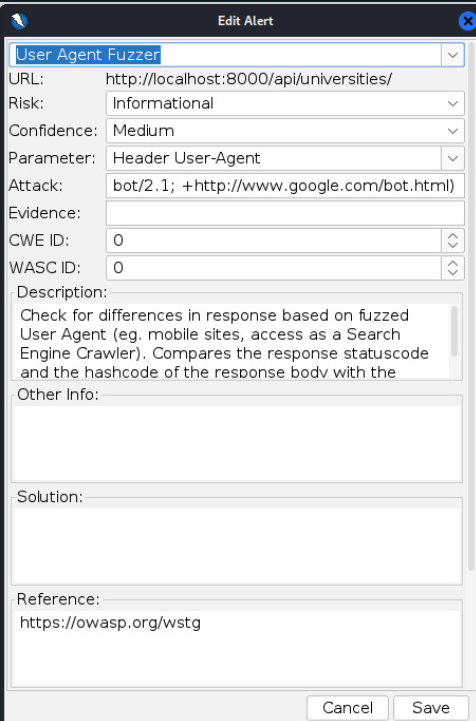 Edit Alert
User Agent Fuzzer
URL: http://localhost:8000/api/universities/
Risk: Informational
Confidence: Medium
Parameter: Header User-Agent
Attack: bot/2.1; +http://www.google.com/bot.html)
Evidence:
CWE ID: 0
WASC ID: 0
Description:
Check for differences in response based on fuzzed
User Agent (eg. mobile sites, access as a Search
Engine Crawler). Compares the response statuscode
and the hashcode of the response body with the
Other Info:
Solution:
Reference:
https://owasp.org/wstg
Cancel Save